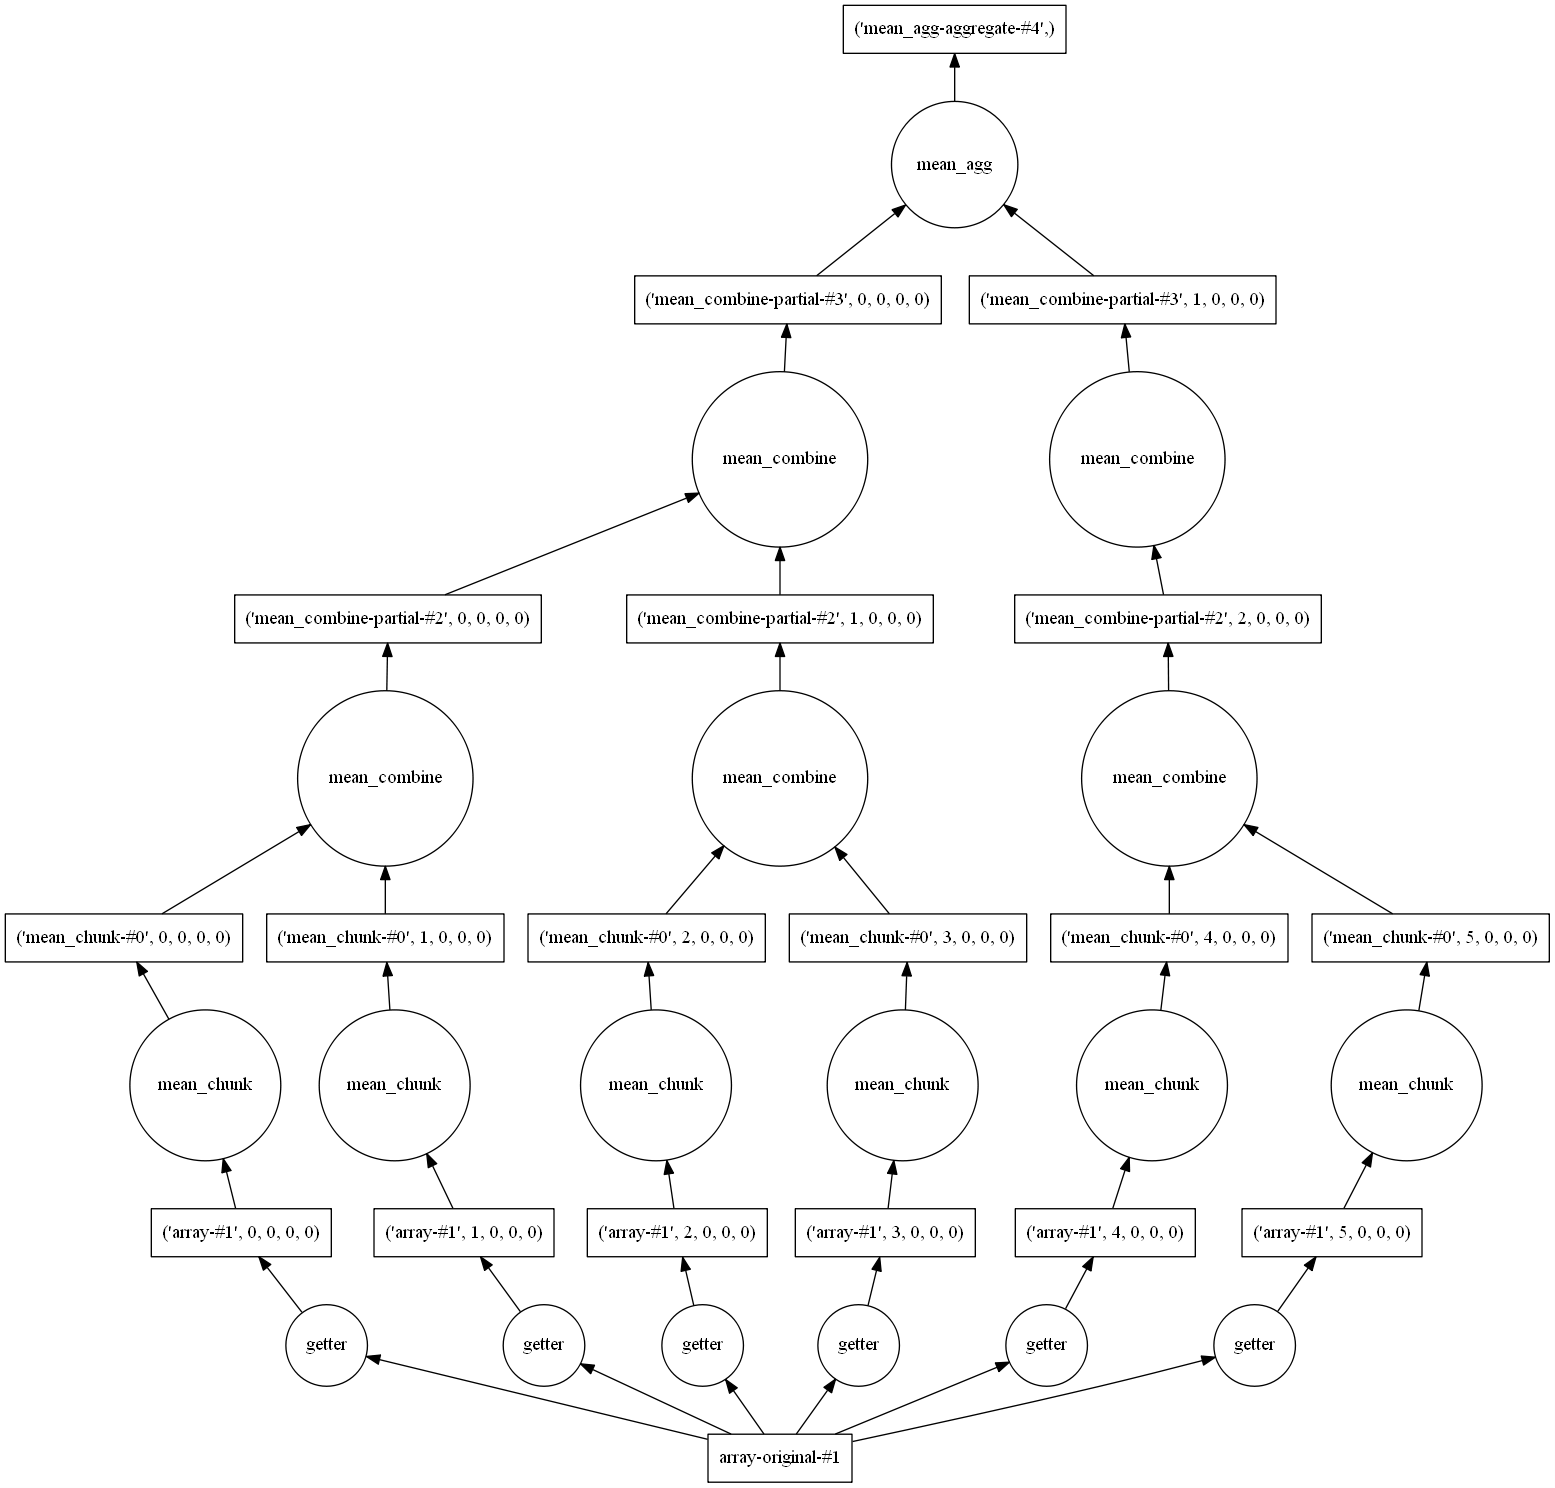 ('mean_agg-aggregate-#4',)
mean_agg
('mean_combine-partial-#3', 0, 0, 0, 0)
('mean_combine-partial-#3', 1, 0, 0, 0)
mean_combine
mean_combine
('mean_combine-partial-#2', 0, 0, 0, 0)
('mean_combine-partial-#2', 1, 0, 0, 0)
('mean_combine-partial-#2', 2, 0, 0, 0)
mean_combine
mean_combine
mean_combine
('mean_chunk-#0', 0, 0, 0, 0)
('mean_chunk-#0', 1, 0, 0, 0)
('mean_chunk-#0', 2, 0, 0, 0)
('mean_chunk-#0', 3, 0, 0, 0)
('mean_chunk-#0', 4, 0, 0, 0)
('mean_chunk-#0', 5, 0, 0, 0)
mean_chunk
mean_chunk
mean_chunk
mean_chunk
mean_chunk
mean_chunk
('array-#1', 0, 0, 0, 0)
('array-#1', 1, 0, 0, 0)
('array-#1', 2, 0, 0, 0)
('array-#1', 3, 0, 0, 0)
('array-#1', 4, 0, 0, 0)
('array-#1', 5, 0, 0, 0)
getter
getter
getter
getter
getter
getter
array-original-#1